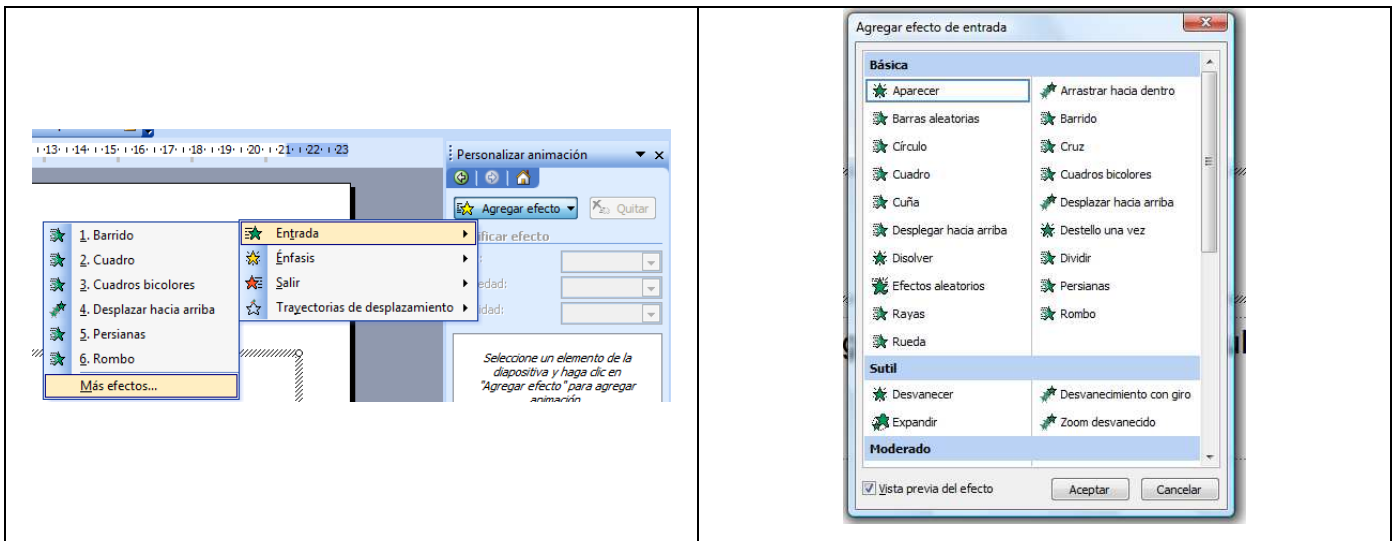 ·13· ı ·14· ı ·15· ı ·16· ı ·17· ı ·18· ı ·19· ı ·20· ı ·21· ı ·22· ı ·23
Personalizar animación
Agregar efecto
Quitar
ificar efecto
edad:
idad:
Entrada
Énfasis
Salir
Trayectorias de desplazamiento
1. Barrido
2. Cuadro
3. Cuadros bicolores
4. Desplazar hacia arriba
5. Persianas
6. Rombo
Más efectos...
Seleccione un elemento de la
diapositiva y haga clic en
"Agregar efecto" para agregar
animación
Agregar efecto de entrada
Básica
Aparecer
Arrastrar hacia dentro
Barras aleatorias
Barrido
Círculo
Cruz
Cuadro
Cuadros bicolores
Cuña
Desplazar hacia arriba
Desplegar hacia arriba
Destello una vez
Disolver
Dividir
Efectos aleatorios
Persianas
Rayas
Rombo
Rueda
Sutil
Desvanecer
Desvanecimiento con giro
Expandir
Zoom desvanecido
Moderado
Vista previa del efecto
Aceptar
Cancelar